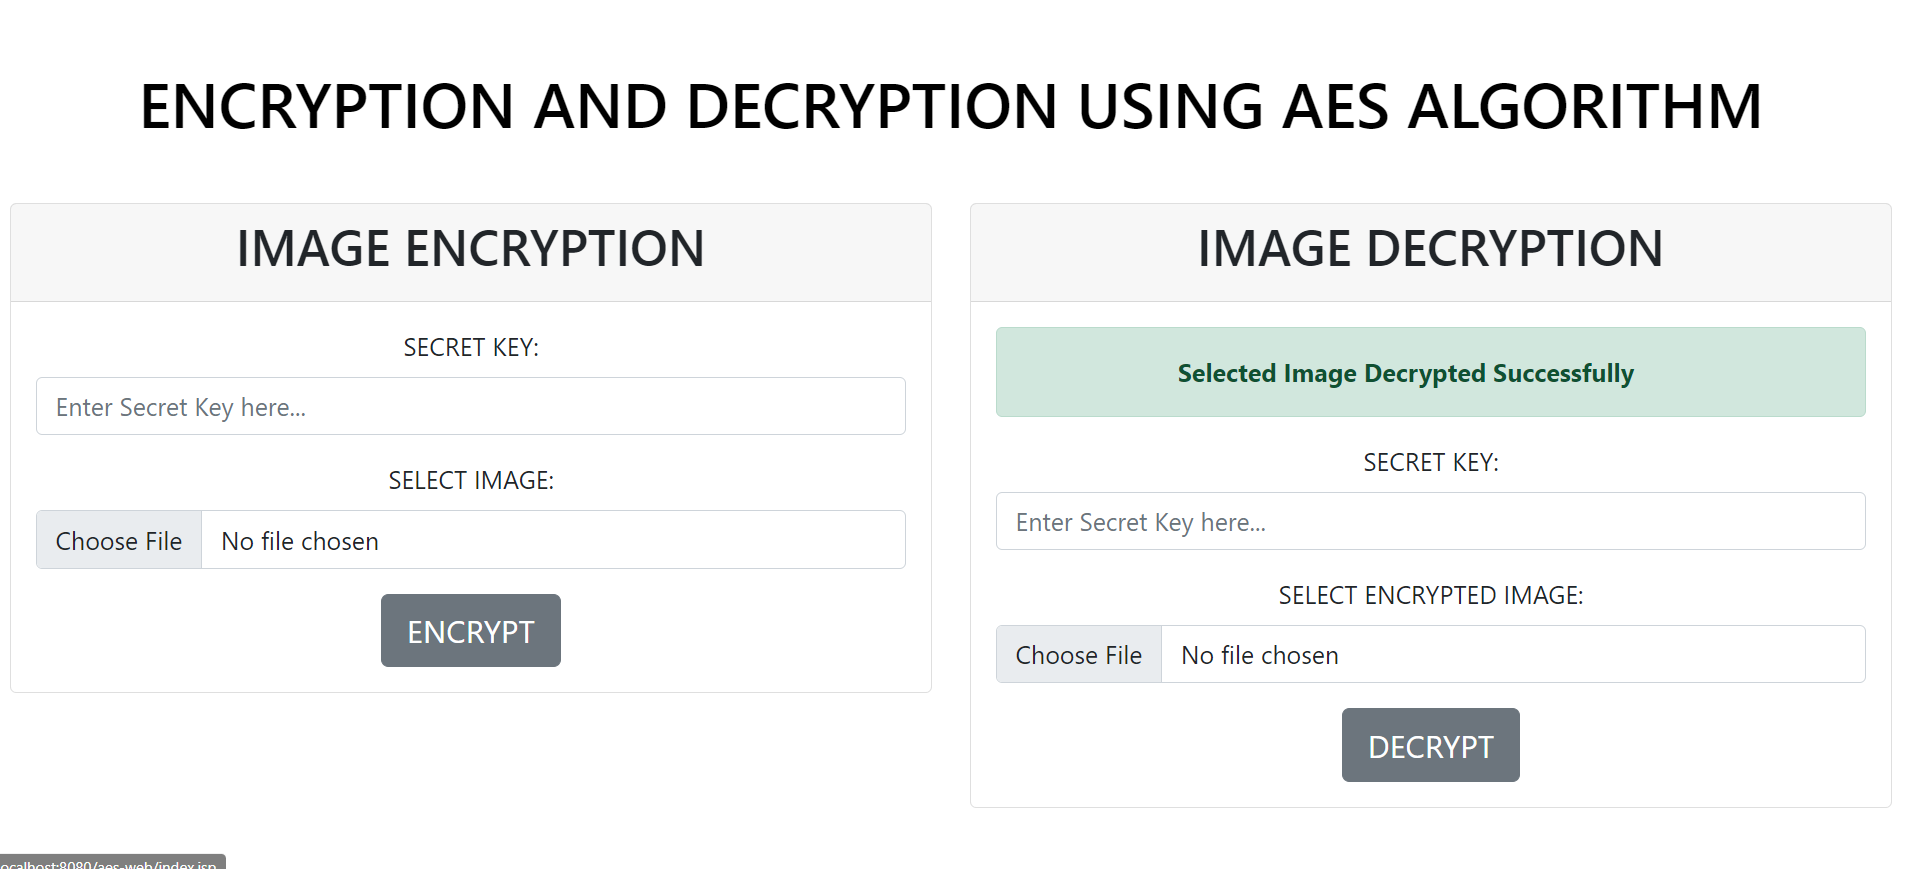 ENCRYPTION AND DECRYPTION USING AES ALGORITHM
IMAGE ENCRYPTION
SECRET KEY:
Enter Secret Key here...
SELECT IMAGE:
Choose File No file chosen
ENCRYPT
IMAGE DECRYPTION
Selected Image Decrypted Successfully
SECRET KEY:
Enter Secret Key here...
SELECT ENCRYPTED IMAGE:
Choose File No file chosen
DECRYPT
ocalhost:8080/aes-web/index.jsp